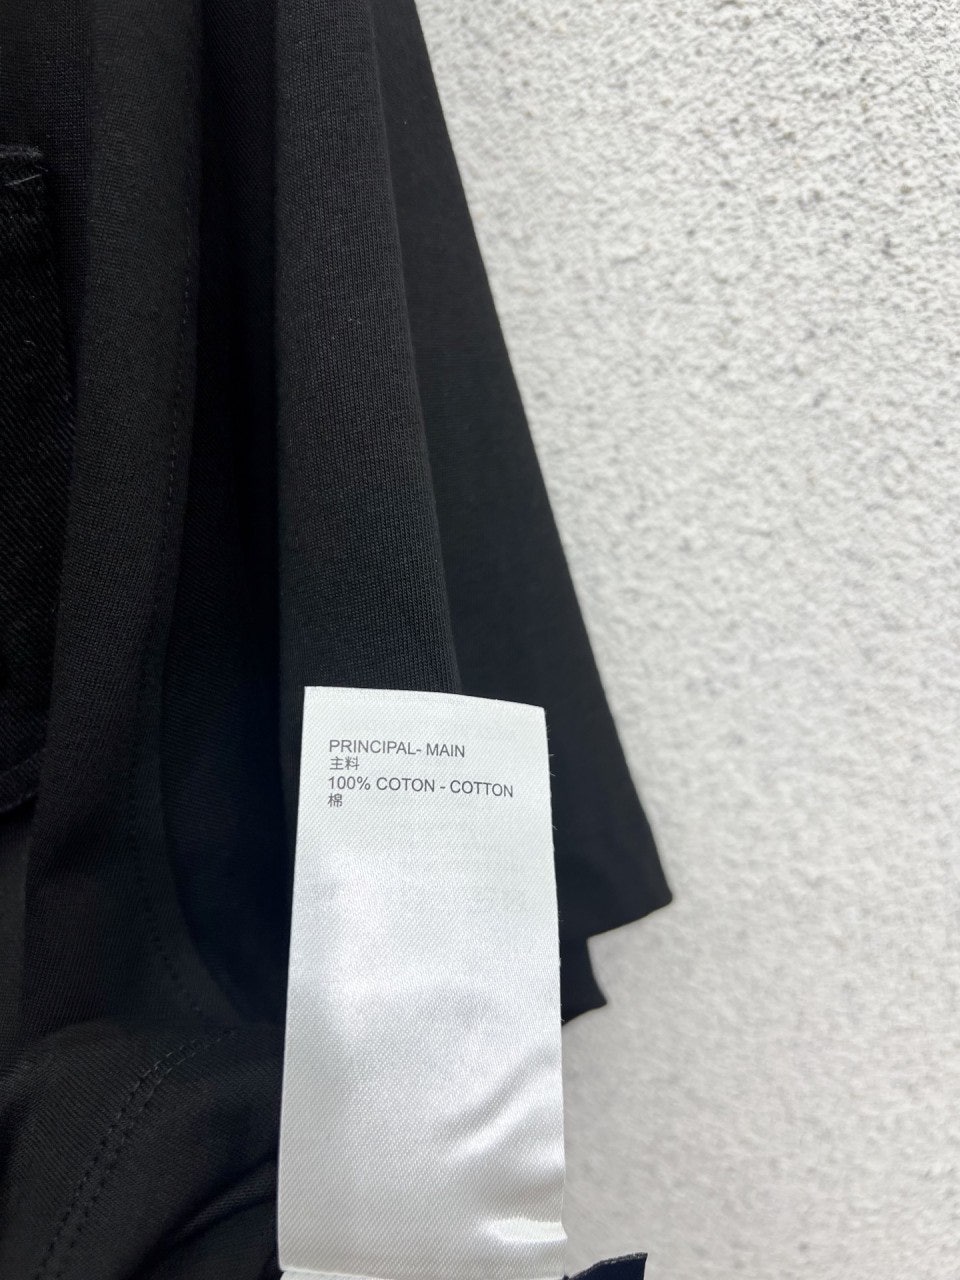 PRINCIPAL- MAIN
主料
100% COTON - COTTON
棉